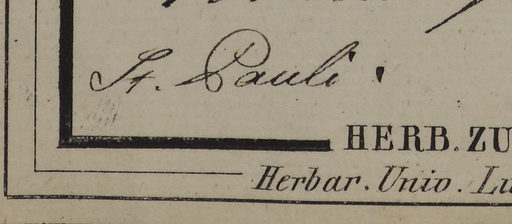 St. Pauli.
HERB. ZU
Herbar. Univ. Lu